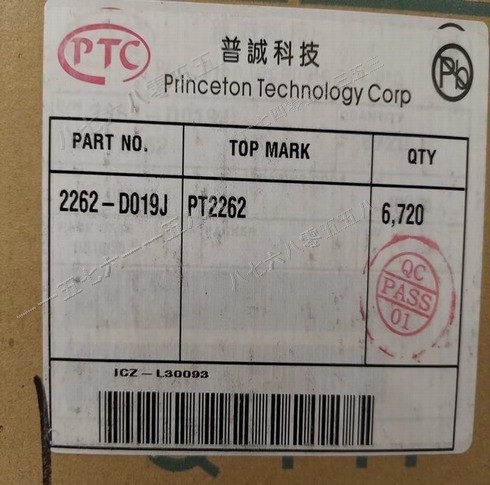 PTC
普誠科技
Pb
Princeton Technology Corp
PART NO. TOP MARK QTY
2262-D019J PT2262 6,720
QC
PASS
01
ICZ-L30093